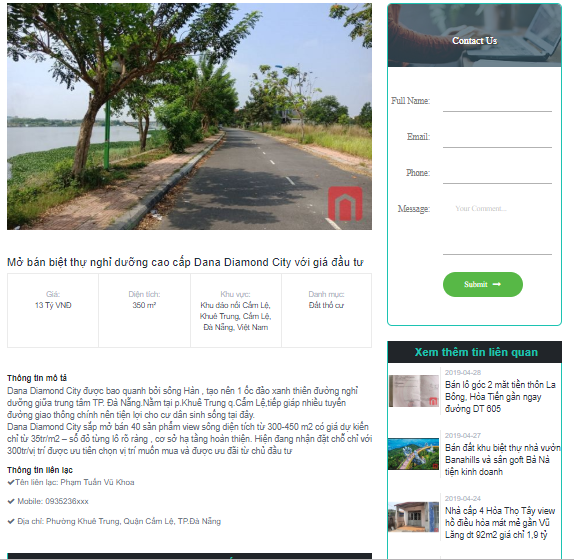 Mở bán biệt thự nghỉ dưỡng cao cấp Dana Diamond City với giá đầu tư
Giá:
13 Tỷ VNĐ
Diện tích:
350 m²
Khu vực:
Khu đảo nổi Cẩm Lệ,
Khuê Trung, Cẩm Lệ,
Đà Nẵng, Việt Nam
Danh mục:
Đất thổ cư
Thông tin mô tả
Dana Diamond City được bao quanh bởi sông Hàn , tạo nên 1 ốc đảo xanh thiên đường nghỉ
dưỡng giữa trung tâm TP. Đà Nẵng.Nằm tại p.Khuê Trung q.Cẩm Lệ,tiếp giáp nhiều tuyến
đường giao thông chính nên tiện lợi cho cư dân sinh sống tại đây.
Dana Diamond City sắp mở bán 40 sản phẩm view sông diện tích từ 300-450 m2 có giá dự kiến
chỉ từ 35tr/m2 – sổ đỏ từng lô rõ ràng , cơ sở hạ tầng hoàn thiện. Hiện đang nhận đặt chỗ chỉ với
300tr/vị trí được ưu tiên chọn vị trí muốn mua và được ưu đãi từ chủ đầu tư
Thông tin liên lạc
Tên liên lạc: Phạm Tuấn Vũ Khoa
Mobile: 0935236xxx
Địa chỉ: Phường Khuê Trung, Quận Cẩm Lệ, TP.Đà Nẵng
Contact Us
Full Name:
Email:
Phone:
Message:
Your Comment...
Submit
Xem thêm tin liên quan
2019-04-28
Bán lô góc 2 mặt tiền thôn La
Bông, Hòa Tiến gần ngay
đường DT 605
2019-04-27
Bán đất khu biệt thự nhà vườn
Banahills và sân goft Bà Nà
tiện kinh doanh
2019-04-24
Nhà cấp 4 Hòa Thọ Tây view
hồ điều hòa mát mẻ gần Vũ
Lăng dt 92m2 giá chỉ 1,9 tỷ